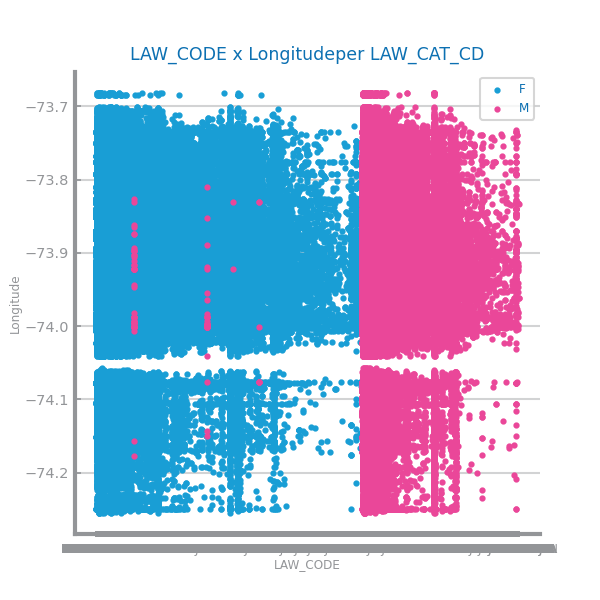 LAW_CODE x Longitudeper LAW_CAT_CD
F
M
−73.7
−73.8
−73.9
−74.0
−74.1
−74.2
Longitude
LAW_CODE